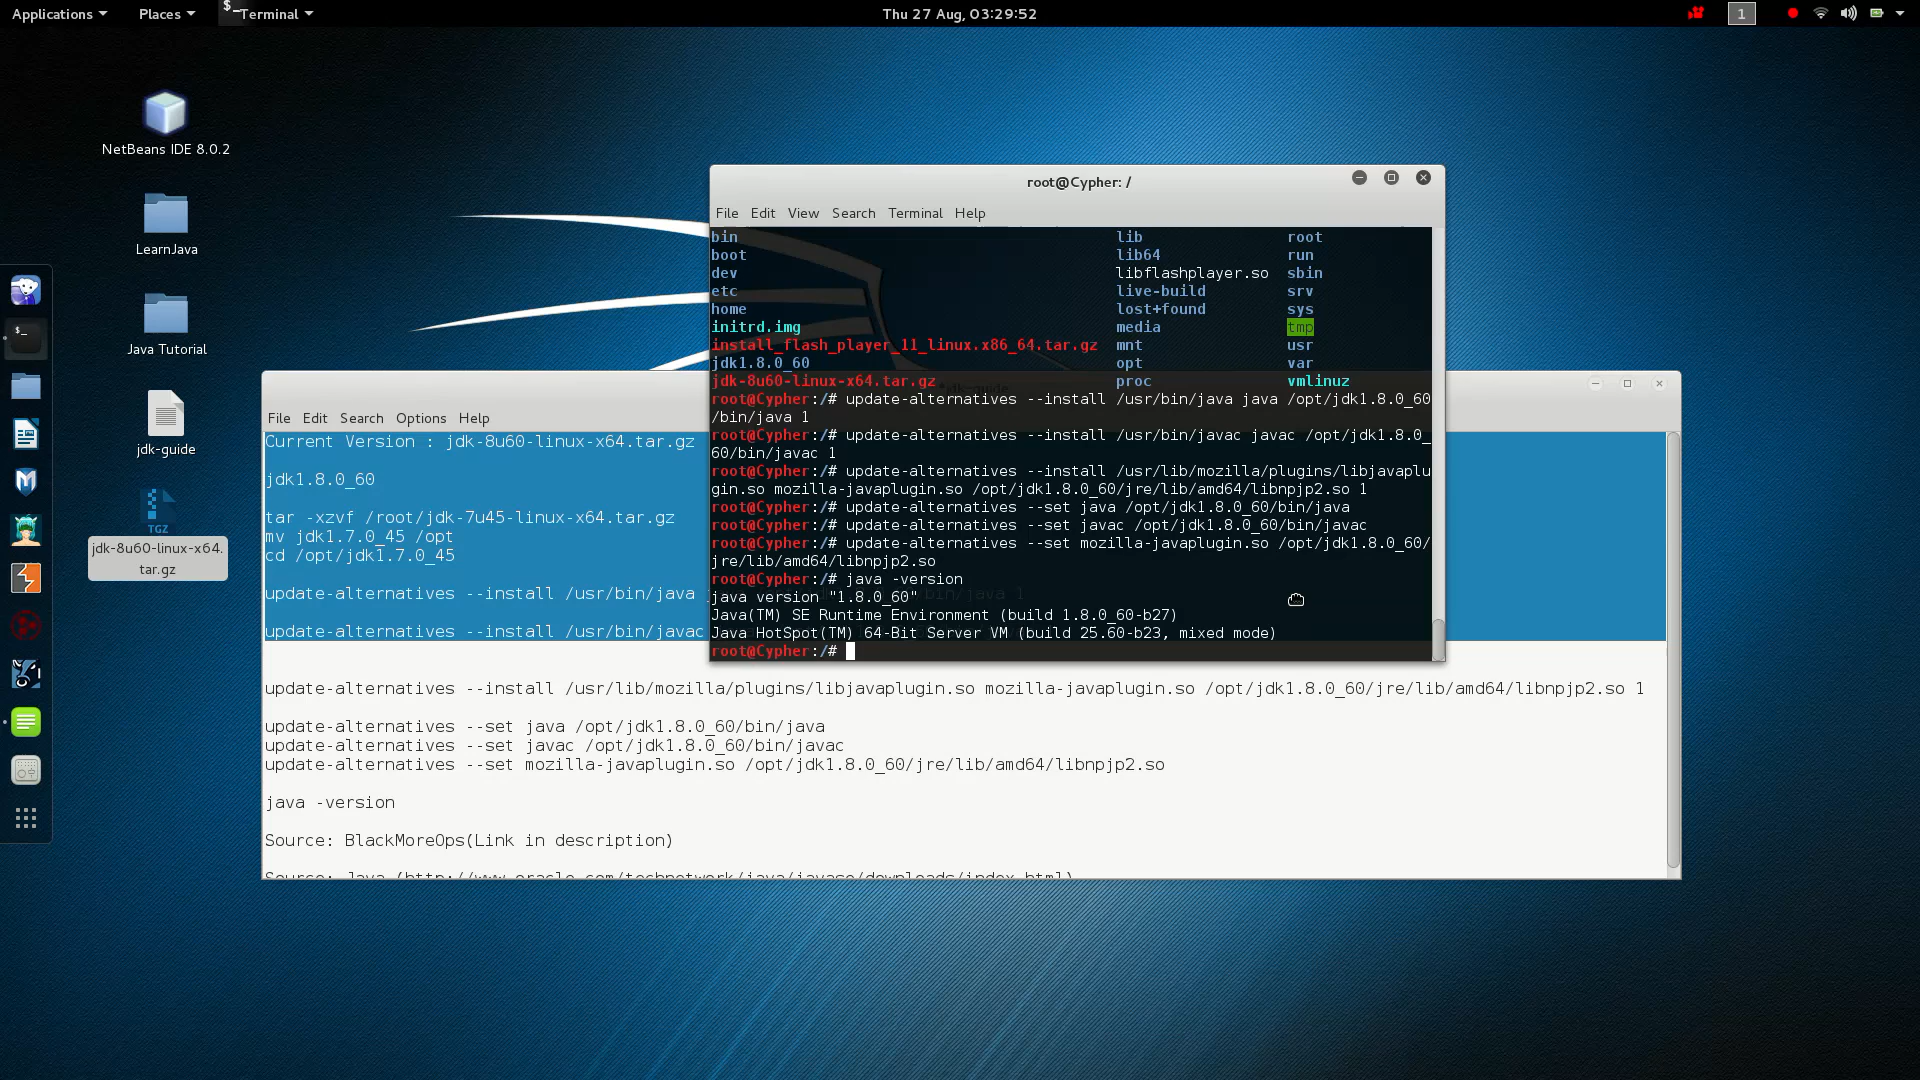 Applications Places Terminal Thu 27 Aug, 03:29:52 1
NetBeans IDE 8.0.2
LearnJava
Java Tutorial
jdk-guide
TGZ
jdk-8u60-linux-x64.
tar.gz
root@Cypher: /
File Edit View Search Terminal Help
bin lib root
boot lib64 run
dev libflashplayer.so sbin
etc live-build srv
home lost+found sys
initrd.img media tmp
install_flash_player_11_linux.x86_64.tar.gz mnt usr
jdk1.8.0_60 opt var
jdk-8u60-linux-x64.tar.gz proc vmlinuz
root@Cypher:/# update-alternatives --install /usr/bin/java java /opt/jdk1.8.0_60
/bin/java 1
root@Cypher:/# update-alternatives --install /usr/bin/javac javac /opt/jdk1.8.0_
60/bin/javac 1
root@Cypher:/# update-alternatives --install /usr/lib/mozilla/plugins/libjavaplu
gin.so mozilla-javaplugin.so /opt/jdk1.8.0_60/jre/lib/amd64/libnpjp2.so 1
root@Cypher:/# update-alternatives --set java /opt/jdk1.8.0_60/bin/java
root@Cypher:/# update-alternatives --set javac /opt/jdk1.8.0_60/bin/javac
root@Cypher:/# update-alternatives --set mozilla-javaplugin.so /opt/jdk1.8.0_60/
jre/lib/amd64/libnpjp2.so
root@Cypher:/# java -version
java version "1.8.0_60"
Java(TM) SE Runtime Environment (build 1.8.0_60-b27)
Java HotSpot(TM) 64-Bit Server VM (build 25.60-b23, mixed mode)
root@Cypher:/#
File Edit Search Options Help
Current Version : jdk-8u60-linux-x64.tar.gz
jdk1.8.0_60
tar -xzvf /root/jdk-7u45-linux-x64.tar.gz
mv jdk1.7.0_45 /opt
cd /opt/jdk1.7.0_45
update-alternatives --install /usr/bin/java
update-alternatives --install /usr/bin/javac
update-alternatives --install /usr/lib/mozilla/plugins/libjavaplugin.so mozilla-javaplugin.so /opt/jdk1.8.0_60/jre/lib/amd64/libnpjp2.so 1
update-alternatives --set java /opt/jdk1.8.0_60/bin/java
update-alternatives --set javac /opt/jdk1.8.0_60/bin/javac
update-alternatives --set mozilla-javaplugin.so /opt/jdk1.8.0_60/jre/lib/amd64/libnpjp2.so
java -version
Source: BlackMoreOps(Link in description)
Source: Java (http://www.oracle.com/technetwork/java/javase/downloads/index.html)